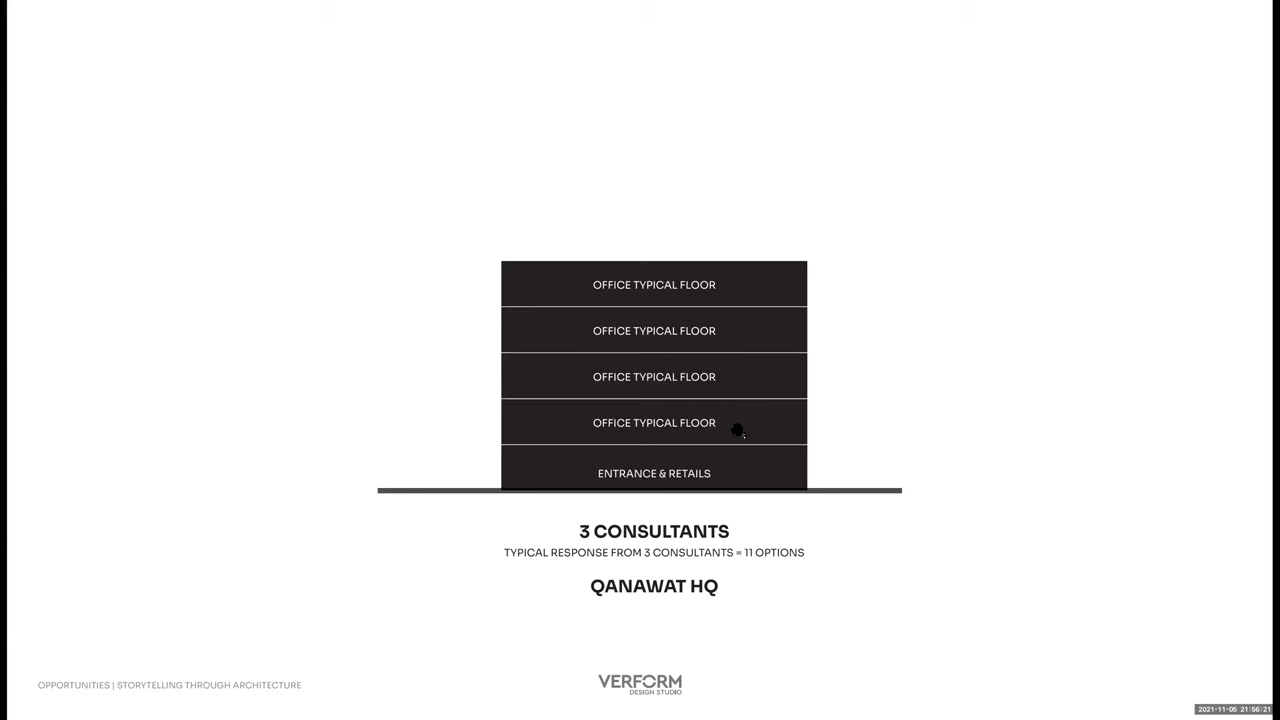 OFFICE TYPICAL FLOOR
OFFICE TYPICAL FLOOR
OFFICE TYPICAL FLOOR
OFFICE TYPICAL FLOOR
ENTRANCE & RETAILS
3 CONSULTANTS
TYPICAL RESPONSE FROM 3 CONSULTANTS = 11 OPTIONS
QANAWAT HQ
OPPORTUNITIES | STORYTELLING THROUGH ARCHITECTURE
VERFORM
DESIGN STUDIO
2021-11-05 21:56:21